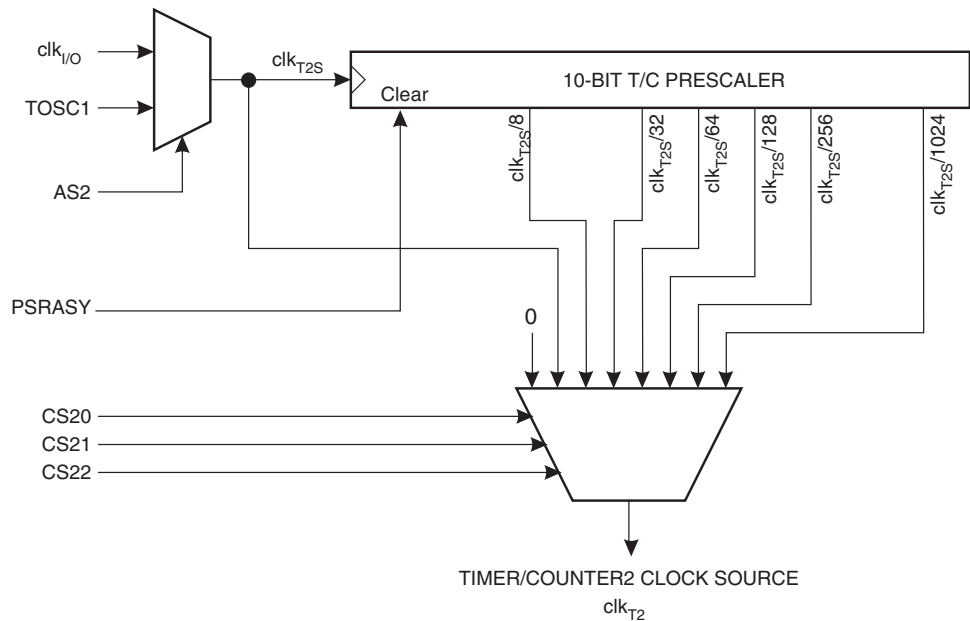 clkI/O
TOSC1
AS2
clkT2S
10-BIT T/C PRESCALER
Clear
clkT2S/8
clkT2S/32
clkT2S/64
clkT2S/128
clkT2S/256
clkT2S/1024
PSRASY
0
CS20
CS21
CS22
TIMER/COUNTER2 CLOCK SOURCE
clkT2